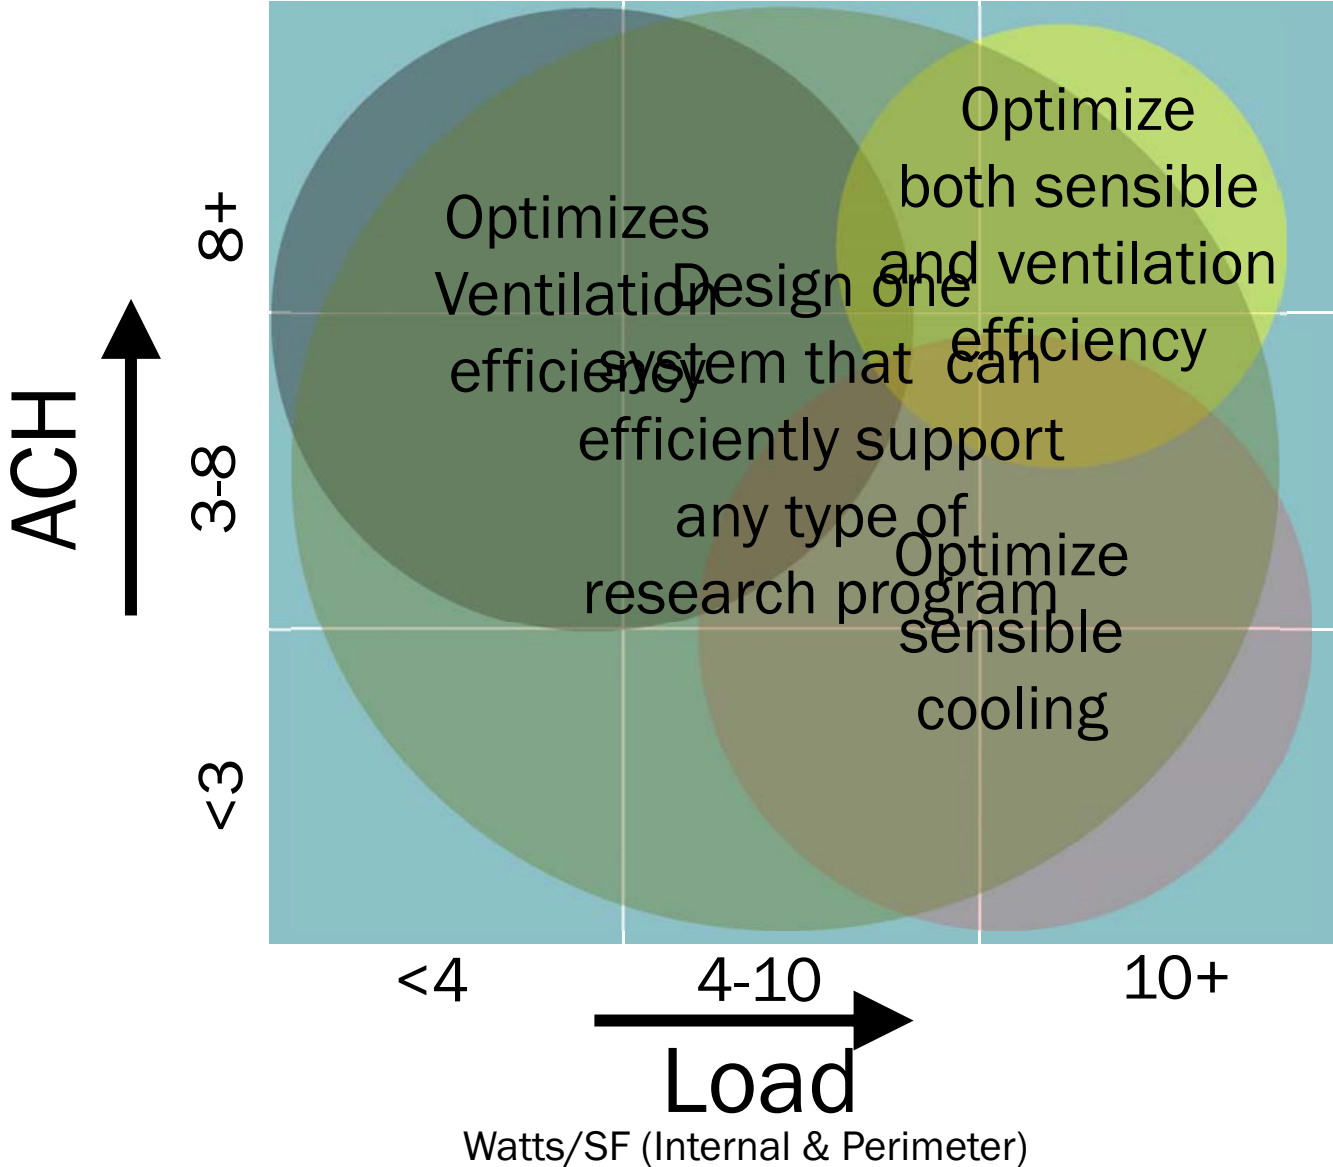 Optimize
both sensible
and ventilation
efficiency
Optimizes
Ventilation
efficiency
Design one
system that can
efficiently support
any type of
research program
Optimize
sensible
cooling
8+
3-8
<3
ACH
<4
4-10
10+
Load
Watts/SF (Internal & Perimeter)